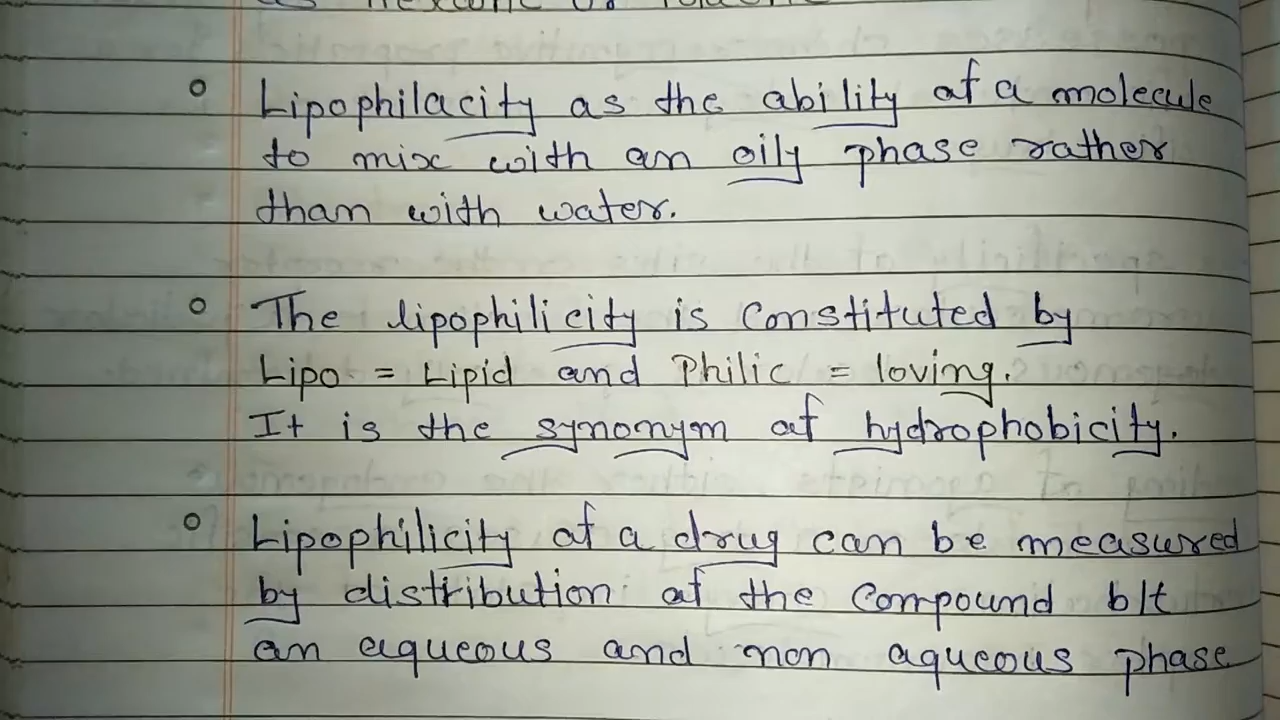 Lipophilacity as the ability of a molecule
to mix with an oily phase rather
than with water.
The lipophilicity is constituted by
Lipo = Lipid and Philic = loving.
It is the synonym of hydrophobicity.
Lipophilicity of a drug can be measured
by distribution of the compound b/t
an aqueous and non aqueous phase